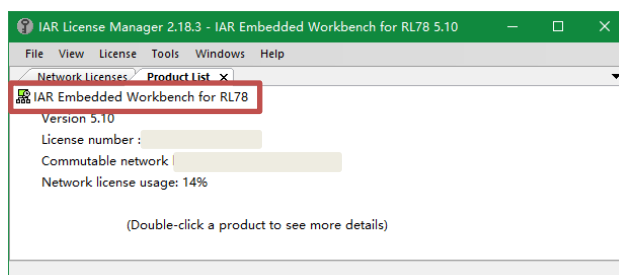 IAR License Manager 2.18.3 - IAR Embedded Workbench for RL78 5.10
File View License Tools Windows Help
Network Licenses Product List
IAR Embedded Workbench for RL78
Version 5.10
License number :
Commutable network
Network license usage: 14%
(Double-click a product to see more details)